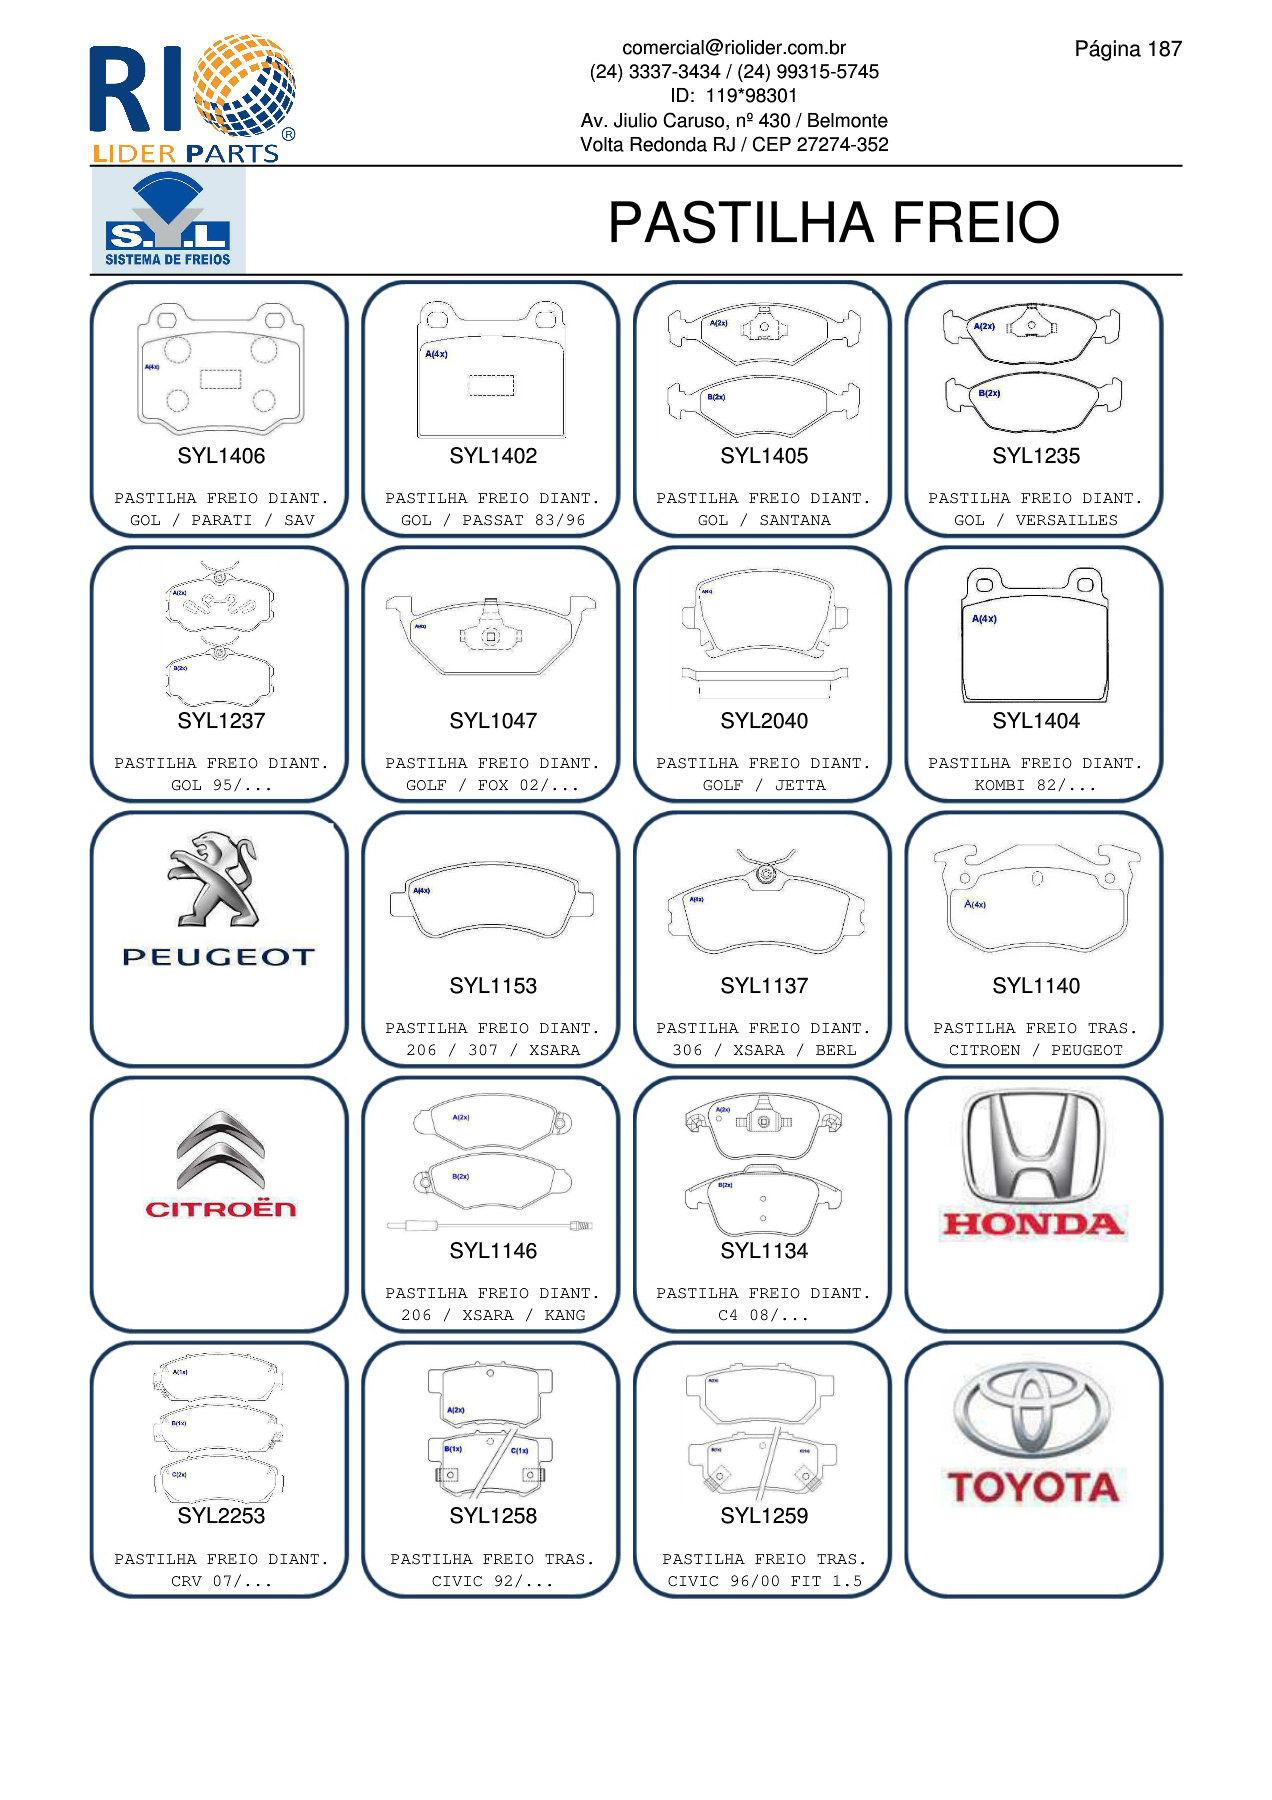 RIO
LIDER PARTS
®
comercial@riolider.com.br
(24) 3337-3434 / (24) 99315-5745
ID: 119*98301
Av. Jiulio Caruso, nº 430 / Belmonte
Volta Redonda RJ / CEP 27274-352
Página 187
S.Y.L
SISTEMA DE FREIOS
PASTILHA FREIO
A(4x)
SYL1406
PASTILHA FREIO DIANT.
GOL / PARATI / SAV
A(4x)
SYL1402
PASTILHA FREIO DIANT.
GOL / PASSAT 83/96
A(2x)
B(2x)
SYL1405
PASTILHA FREIO DIANT.
GOL / SANTANA
A(2x)
B(2x)
SYL1235
PASTILHA FREIO DIANT.
GOL / VERSAILLES
A(2x)
B(2x)
SYL1237
PASTILHA FREIO DIANT.
GOL 95/...
A(4x)
SYL1047
PASTILHA FREIO DIANT.
GOLF / FOX 02/...
A(4x)
SYL2040
PASTILHA FREIO DIANT.
GOLF / JETTA
A(4x)
SYL1404
PASTILHA FREIO DIANT.
KOMBI 82/...
PEUGEOT
A(4x)
SYL1153
PASTILHA FREIO DIANT.
206 / 307 / XSARA
A(4x)
SYL1137
PASTILHA FREIO DIANT.
306 / XSARA / BERL
A(4x)
SYL1140
PASTILHA FREIO TRAS.
CITROEN / PEUGEOT
CITROËN
A(2x)
B(2x)
SYL1146
PASTILHA FREIO DIANT.
206 / XSARA / KANG
A(2x)
B(2x)
SYL1134
PASTILHA FREIO DIANT.
C4 08/...
HONDA
A(1x)
B(1x)
C(2x)
SYL2253
PASTILHA FREIO DIANT.
CRV 07/...
A(2x)
B(1x)
C(1x)
SYL1258
PASTILHA FREIO TRAS.
CIVIC 92/...
SYL1259
PASTILHA FREIO TRAS.
CIVIC 96/00 FIT 1.5
TOYOTA